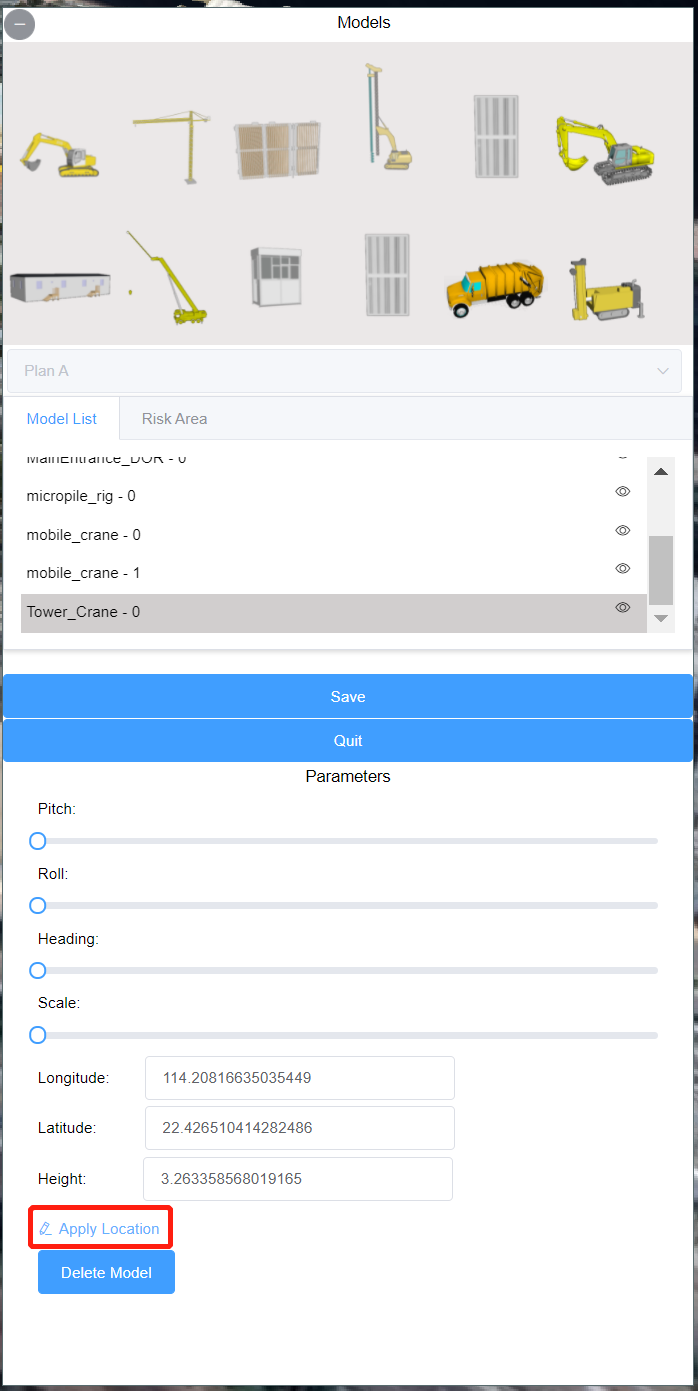 Models
Plan A
Model List
Risk Area
MainEntrance_DOR - 0
micropile_rig - 0
mobile_crane - 0
mobile_crane - 1
Tower_Crane - 0
Save
Quit
Parameters
Pitch:
Roll:
Heading:
Scale:
Longitude: 114.20816635035449
Latitude: 22.426510414282486
Height: 3.263358568019165
Apply Location
Delete Model